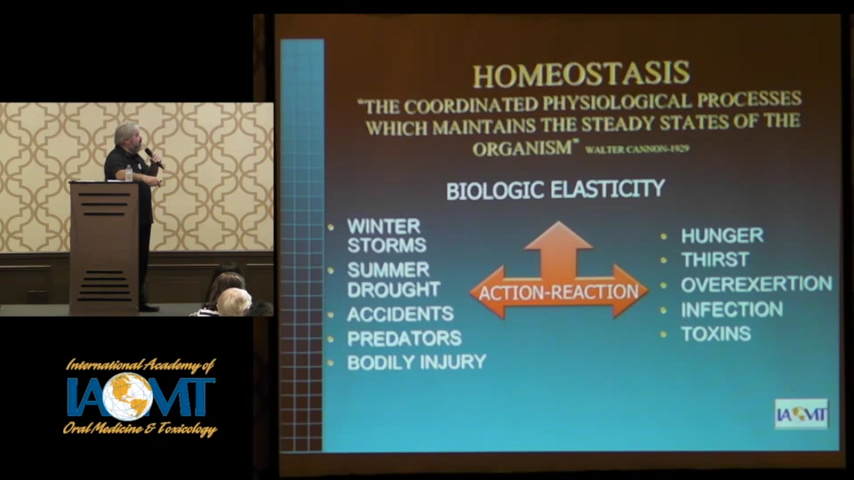 HOMEOSTASIS
"THE COORDINATED PHYSIOLOGICAL PROCESSES
WHICH MAINTAINS THE STEADY STATES OF THE
ORGANISM" WALTER CANNON-1929
BIOLOGIC ELASTICITY
WINTER
STORMS
SUMMER
DROUGHT
ACCIDENTS
PREDATORS
BODILY INJURY
ACTION-REACTION
HUNGER
THIRST
OVEREXERTION
INFECTION
TOXINS
IAOMT
International Academy of
IAOMT
Oral Medicine & Toxicology